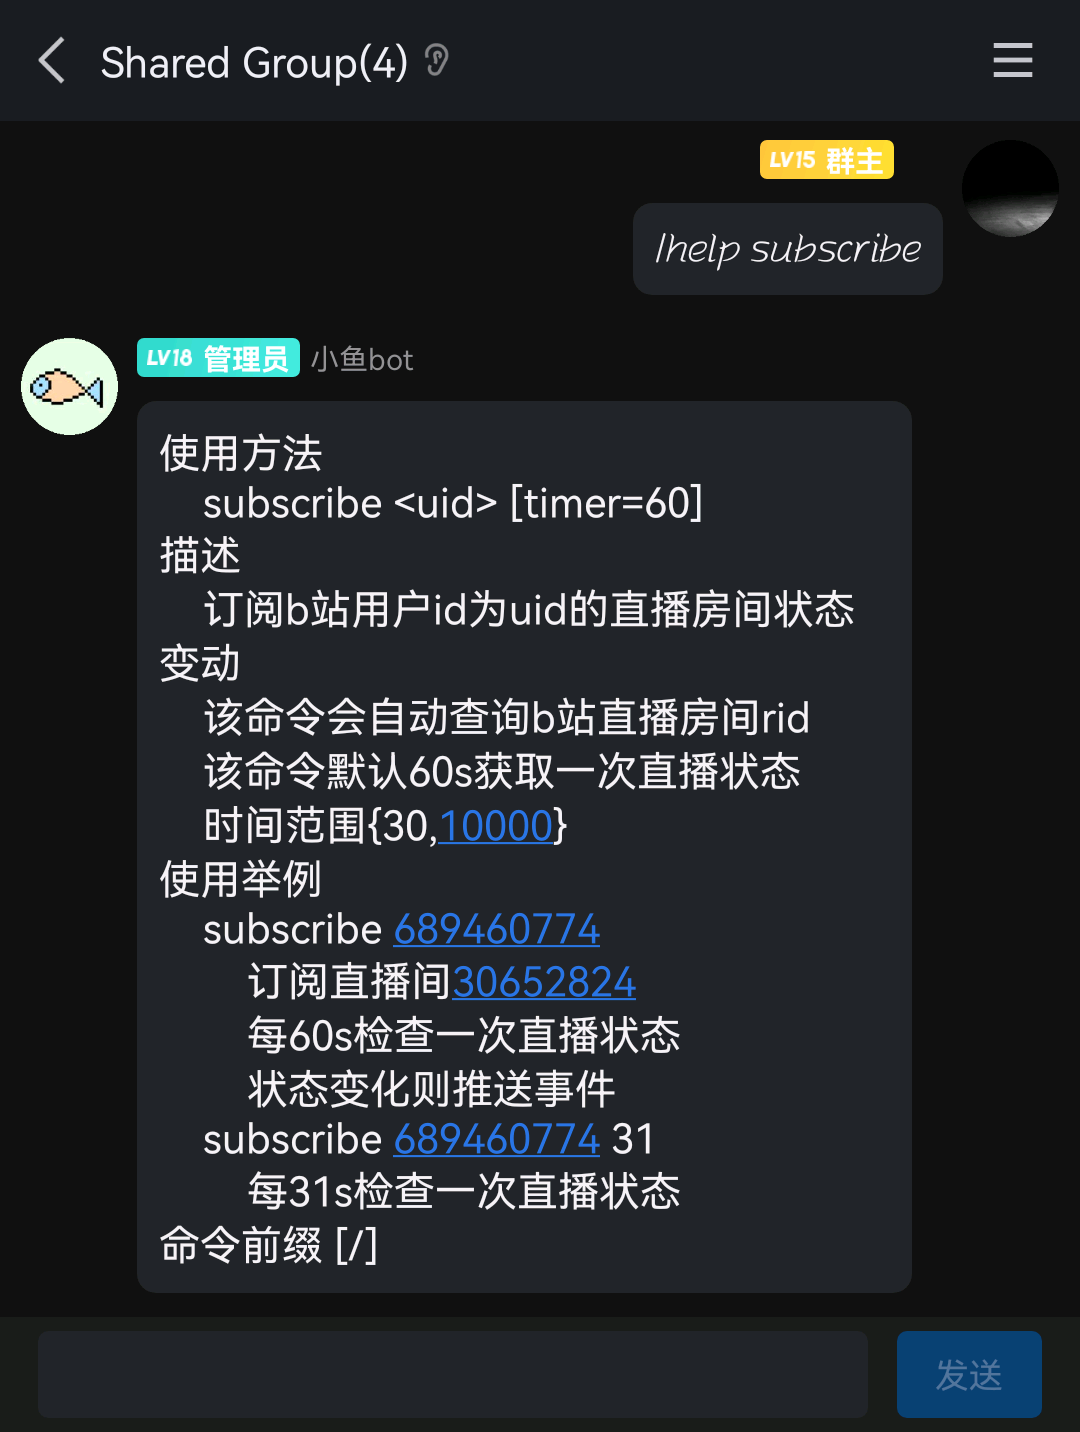 Shared Group(4)
LV15 群主
/help subscribe
LV18 管理员 小鱼bot
使用方法
subscribe <uid> [timer=60]
描述
订阅b站用户id为uid的直播房间状态
变动
该命令会自动查询b站直播房间rid
该命令默认60s获取一次直播状态
时间范围{30,10000}
使用举例
subscribe 689460774
订阅直播间30652824
每60s检查一次直播状态
状态变化则推送事件
subscribe 689460774 31
每31s检查一次直播状态
命令前缀 [/]
发送